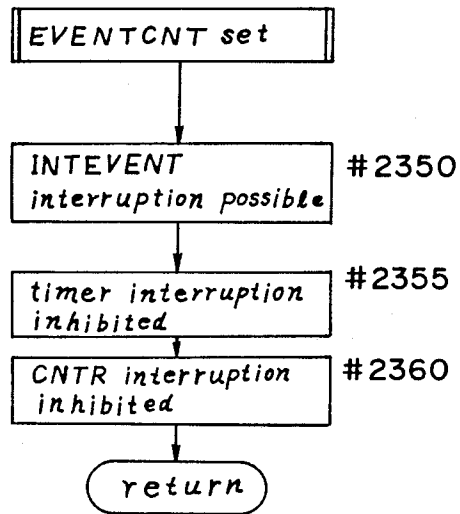 EVENTCNT set
INTEVENT
interruption possible
#2350
timer interruption
inhibited
#2355
CNTR interruption
inhibited
#2360
return